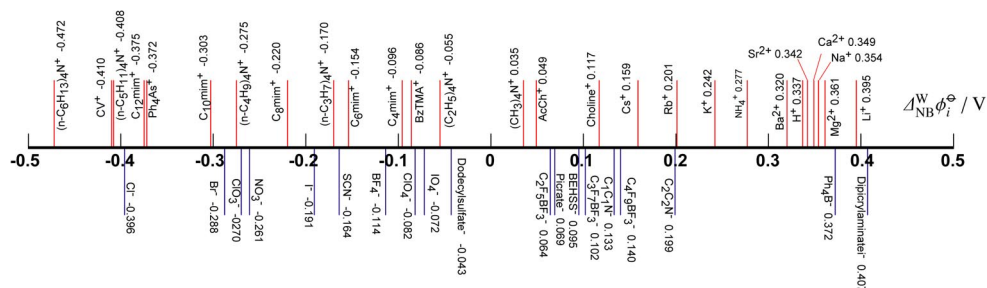 (n-C6H13)4N⁺ -0.472
CV⁺ -0.410
(n-C5H11)4N⁺ -0.408
C12mim⁺ -0.375
Ph4As⁺ -0.372
C10mim⁺ -0.303
(n-C4H9)4N⁺ -0.275
C8mim⁺ -0.220
(n-C3H7)4N⁺ -0.170
C6mim⁺ -0.154
C4mim⁺ -0.096
BzTMA⁺ -0.086
(C2H5)4N⁺ -0.055
(CH3)4N⁺ 0.035
AcCh⁺ 0.049
Choline⁺ 0.117
Cs⁺ 0.159
Rb⁺ 0.201
K⁺ 0.242
NH₄⁺ 0.277
Ba²⁺ 0.320
H⁺ 0.337
Sr²⁺ 0.342
Ca²⁺ 0.349
Na⁺ 0.354
Mg²⁺ 0.361
Li⁺ 0.395
Δ^W_NB ϕ^⊖_i / V
-0.5 -0.4 -0.3 -0.2 -0.1 0 0.1 0.2 0.3 0.4 0.5
Cl⁻ -0.396
Br⁻ -0.288
ClO3⁻ -0270
NO3⁻ -0.261
I⁻ -0.191
SCN⁻ -0.164
BF4⁻ -0.114
ClO4⁻ -0.082
IO4⁻ -0.072
Dodecylsulfate⁻ -0.043
C2F5BF3⁻ 0.064
Picrate⁻ 0.069
BEHSS⁻ 0.095
C3F7BF3⁻ 0.102
C1C1N⁻ 0.133
C4F9BF3⁻ 0.140
C2C2N⁻ 0.199
Ph4B⁻ 0.372
Dipicrylaminatei⁻ 0.407